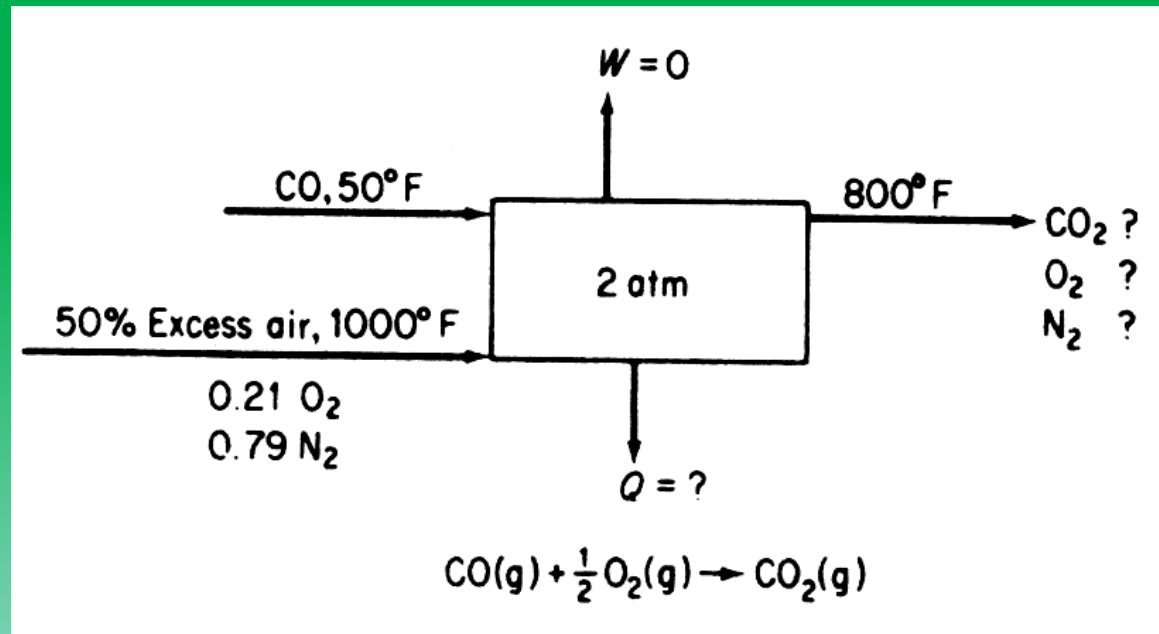 W = 0
CO, 50°F
800°F
CO₂ ?
2 atm
O₂ ?
50% Excess air, 1000°F
N₂ ?
0.21 O₂
0.79 N₂
Q = ?
CO(g) + ½ O₂(g) → CO₂(g)